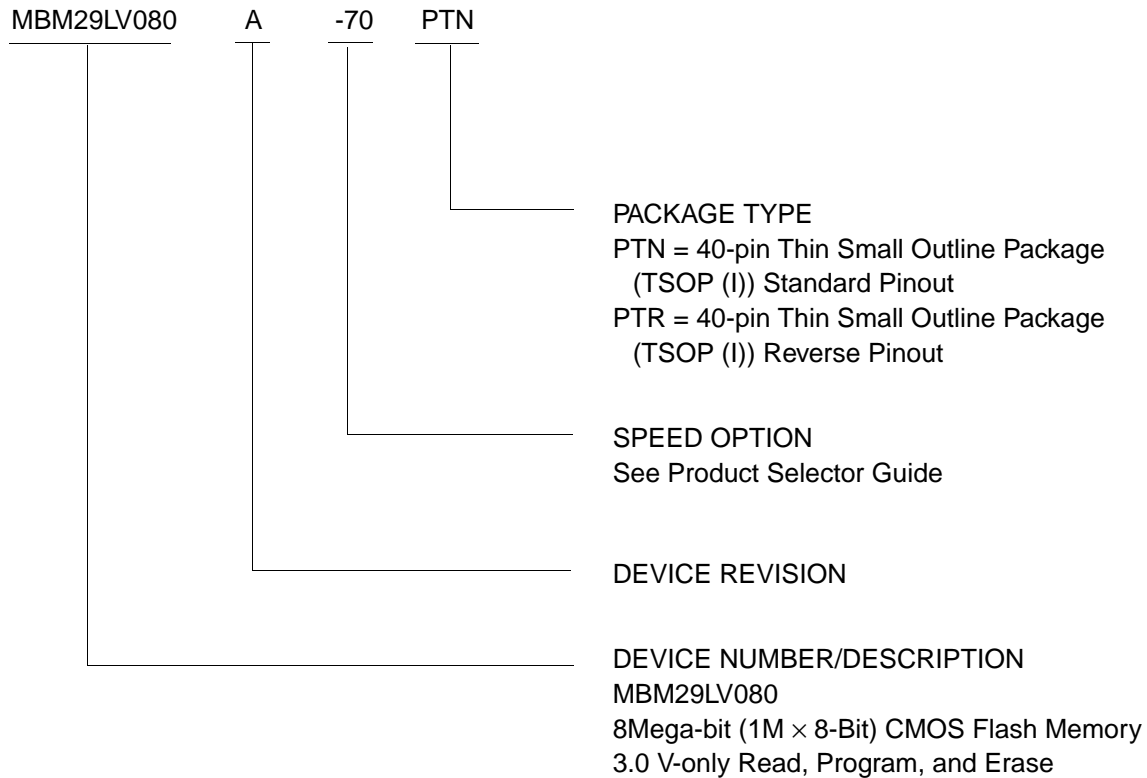 MBM29LV080 A -70 PTN
PACKAGE TYPE
PTN = 40-pin Thin Small Outline Package
(TSOP (I)) Standard Pinout
PTR = 40-pin Thin Small Outline Package
(TSOP (I)) Reverse Pinout
SPEED OPTION
See Product Selector Guide
DEVICE REVISION
DEVICE NUMBER/DESCRIPTION
MBM29LV080
8Mega-bit (1M × 8-Bit) CMOS Flash Memory
3.0 V-only Read, Program, and Erase